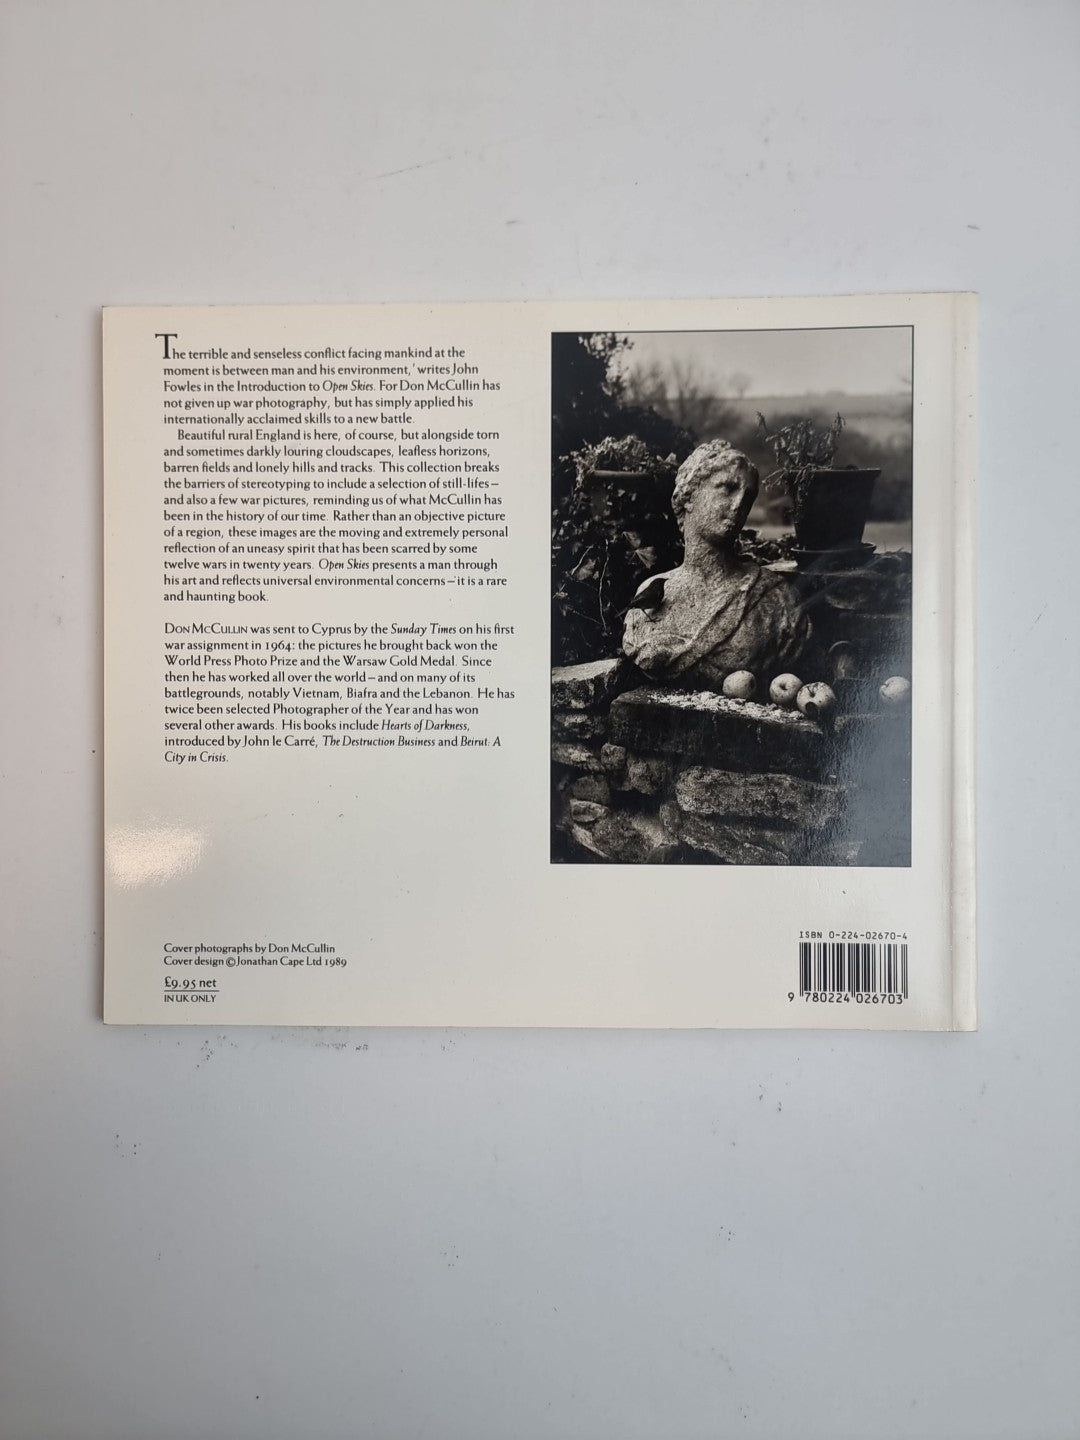 The terrible and senseless conflict facing mankind at the
moment is between man and his environment,' writes John
Fowles in the Introduction to Open Skies. For Don McCullin has
not given up war photography, but has simply applied his
internationally acclaimed skills to a new battle.
Beautiful rural England is here, of course, but alongside torn
and sometimes darkly louring cloudscapes, leafless horizons,
barren fields and lonely hills and tracks. This collection breaks
the barriers of stereotyping to include a selection of still-lifes –
and also a few war pictures, reminding us of what McCullin has
been in the history of our time. Rather than an objective picture
of a region, these images are the moving and extremely personal
reflection of an uneasy spirit that has been scarred by some
twelve wars in twenty years. Open Skies presents a man through
his art and reflects universal environmental concerns – it is a rare
and haunting book.
DON MCCULLIN was sent to Cyprus by the Sunday Times on his first
war assignment in 1964: the pictures he brought back won the
World Press Photo Prize and the Warsaw Gold Medal. Since
then he has worked all over the world – and on many of its
battlegrounds, notably Vietnam, Biafra and the Lebanon. He has
twice been selected Photographer of the Year and has won
several other awards. His books include Hearts of Darkness,
introduced by John le Carré, The Destruction Business and Beirut: A
City in Crisis.
Cover photographs by Don McCullin
Cover design © Jonathan Cape Ltd 1989
£9.95 net
IN UK ONLY
ISBN 0-224-02670-4
9 780224 026703